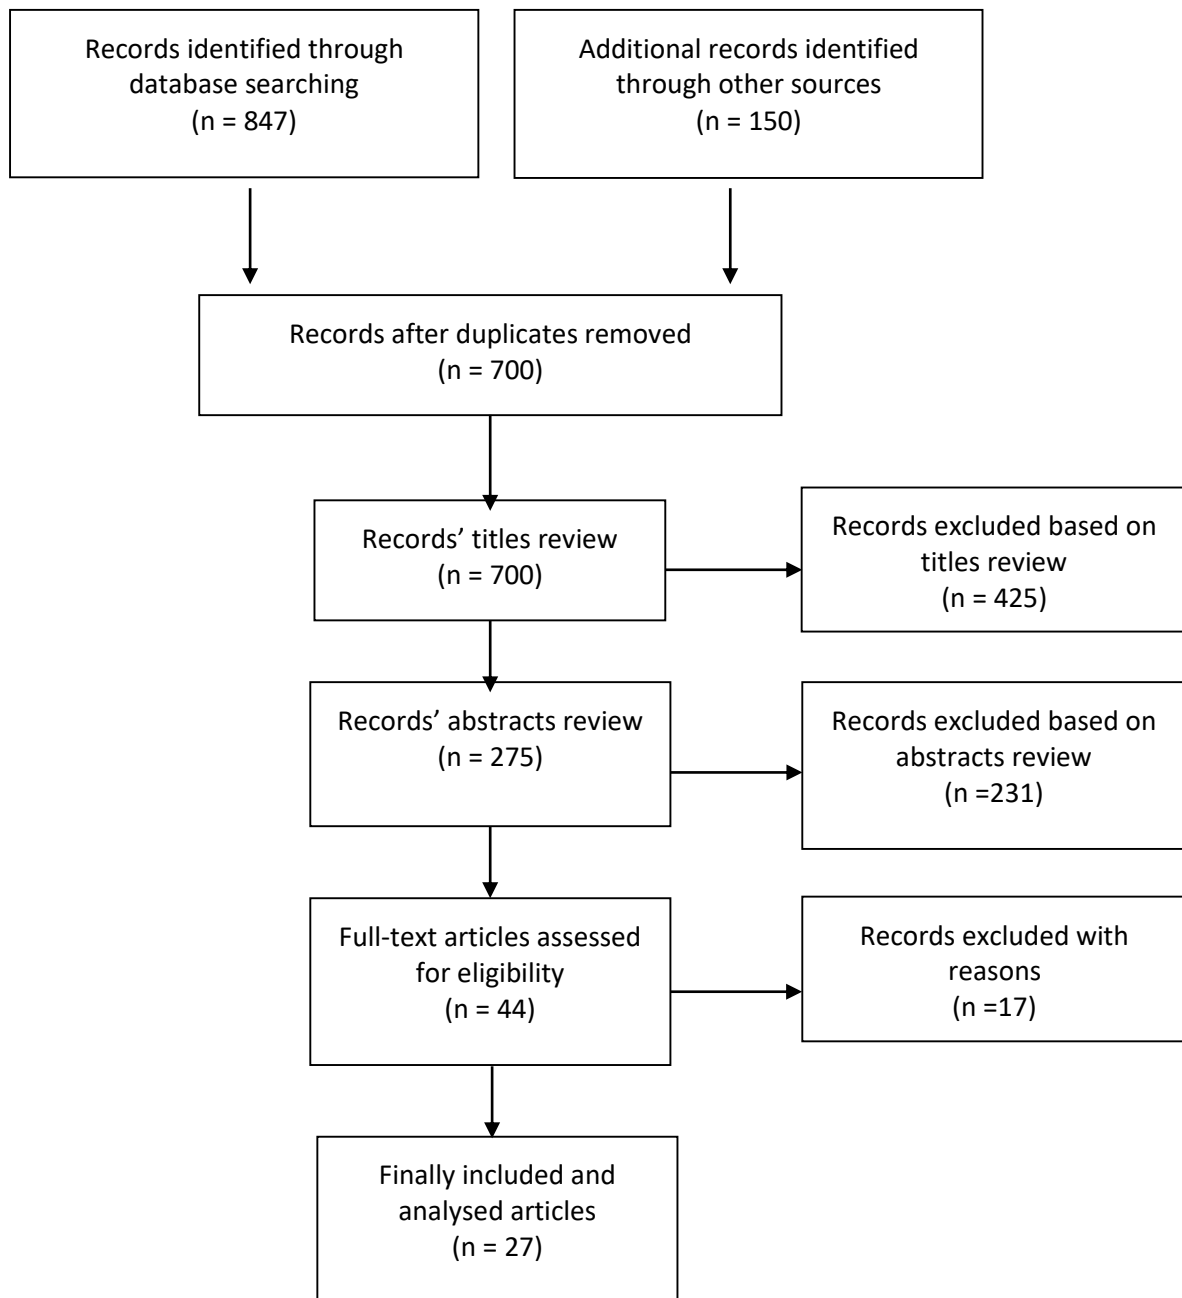 Records identified through
database searching
(n = 847)
Additional records identified
through other sources
(n = 150)
Records after duplicates removed
(n = 700)
Records’ titles review
(n = 700)
Records excluded based on
titles review
(n = 425)
Records’ abstracts review
(n = 275)
Records excluded based on
abstracts review
(n =231)
Full-text articles assessed
for eligibility
(n = 44)
Records excluded with
reasons
(n =17)
Finally included and
analysed articles
(n = 27)